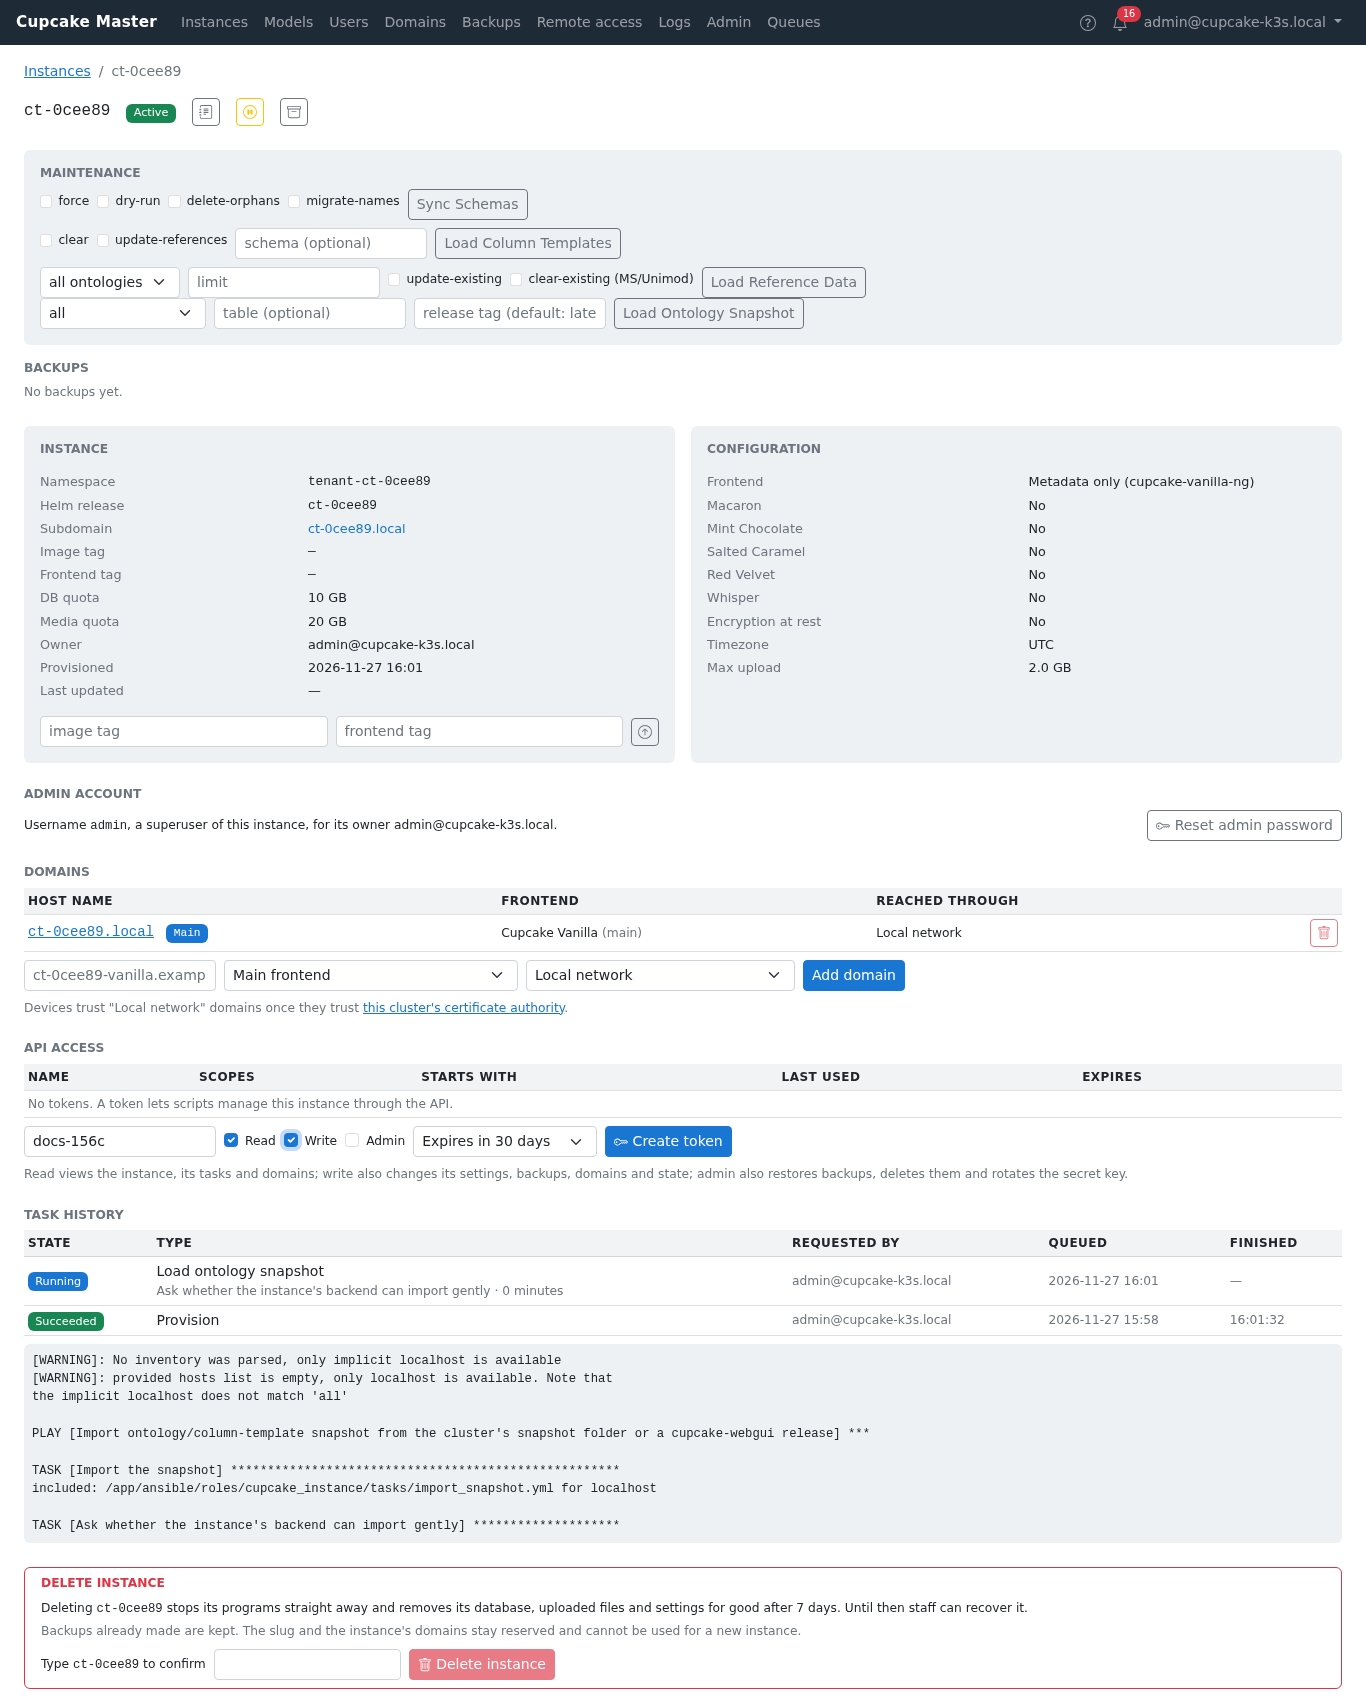 Cupcake Master Instances Models Users Domains Backups Remote access Logs Admin Queues 16 admin@cupcake-k3s.local
Instances / ct-0cee89
ct-0cee89 Active
MAINTENANCE
force dry-run delete-orphans migrate-names Sync Schemas
clear update-references schema (optional) Load Column Templates
all ontologies limit update-existing clear-existing (MS/Unimod) Load Reference Data
all table (optional) release tag (default: late Load Ontology Snapshot
BACKUPS
No backups yet.
INSTANCE
Namespace tenant-ct-0cee89
Helm release ct-0cee89
Subdomain ct-0cee89.local
Image tag —
Frontend tag —
DB quota 10 GB
Media quota 20 GB
Owner admin@cupcake-k3s.local
Provisioned 2026-11-27 16:01
Last updated —
image tag frontend tag
CONFIGURATION
Frontend Metadata only (cupcake-vanilla-ng)
Macaron No
Mint Chocolate No
Salted Caramel No
Red Velvet No
Whisper No
Encryption at rest No
Timezone UTC
Max upload 2.0 GB
ADMIN ACCOUNT
Username admin, a superuser of this instance, for its owner admin@cupcake-k3s.local. Reset admin password
DOMAINS
HOST NAME FRONTEND REACHED THROUGH
ct-0cee89.local Main Cupcake Vanilla (main) Local network
ct-0cee89-vanilla.examp Main frontend Local network Add domain
Devices trust "Local network" domains once they trust this cluster's certificate authority.
API ACCESS
NAME SCOPES STARTS WITH LAST USED EXPIRES
No tokens. A token lets scripts manage this instance through the API.
docs-156c Read Write Admin Expires in 30 days Create token
Read views the instance, its tasks and domains; write also changes its settings, backups, domains and state; admin also restores backups, deletes them and rotates the secret key.
TASK HISTORY
STATE TYPE REQUESTED BY QUEUED FINISHED
Running Load ontology snapshot admin@cupcake-k3s.local 2026-11-27 16:01 —
Ask whether the instance's backend can import gently · 0 minutes
Succeeded Provision admin@cupcake-k3s.local 2026-11-27 15:58 16:01:32
[WARNING]: No inventory was parsed, only implicit localhost is available
[WARNING]: provided hosts list is empty, only localhost is available. Note that
the implicit localhost does not match 'all'
PLAY [Import ontology/column-template snapshot from the cluster's snapshot folder or a cupcake-webgui release] ***
TASK [Import the snapshot] *****************************************************
included: /app/ansible/roles/cupcake_instance/tasks/import_snapshot.yml for localhost
TASK [Ask whether the instance's backend can import gently] ********************
DELETE INSTANCE
Deleting ct-0cee89 stops its programs straight away and removes its database, uploaded files and settings for good after 7 days. Until then staff can recover it.
Backups already made are kept. The slug and the instance's domains stay reserved and cannot be used for a new instance.
Type ct-0cee89 to confirm Delete instance